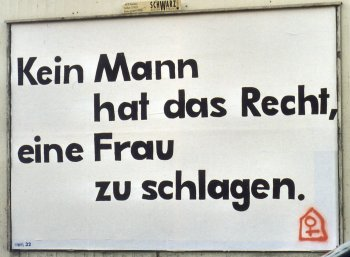 SCHWARZ
Kein Mann
hat das Recht,
eine Frau
zu schlagen.